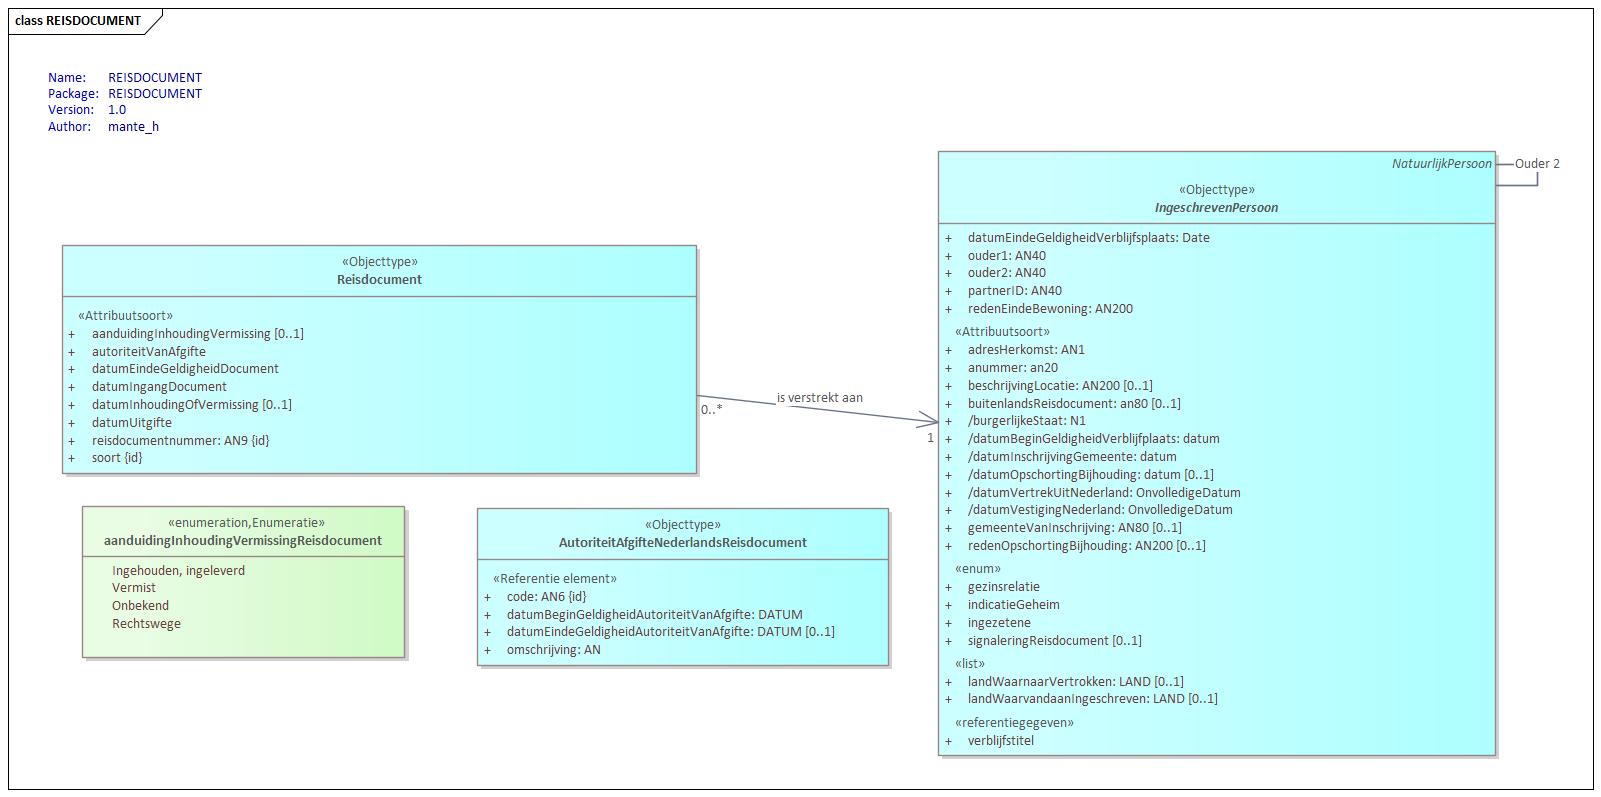 class REISDOCUMENT
Name: REISDOCUMENT
Package: REISDOCUMENT
Version: 1.0
Author: mante_h
«Objecttype»
Reisdocument
«Attribuutsoort»
+ aanduidingInhoudingVermissing [0..1]
+ autoriteitVanAfgifte
+ datumEindeGeldigheidDocument
+ datumIngangDocument
+ datumInhoudingOfVermissing [0..1]
+ datumUitgifte
+ reisdocumentnummer: AN9 {id}
+ soort {id}
0..*
is verstrekt aan
1
NatuurlijkPersoon
Ouder 2
«Objecttype»
IngeschrevenPersoon
+ datumEindeGeldigheidVerblijfsplaats: Date
+ ouder1: AN40
+ ouder2: AN40
+ partnerID: AN40
+ redenEindeBewoning: AN200
«Attribuutsoort»
+ adresHerkomst: AN1
+ anummer: an20
+ beschrijvingLocatie: AN200 [0..1]
+ buitenlandsReisdocument: an80 [0..1]
+ /burgerlijkeStaat: N1
+ /datumBeginGeldigheidVerblijfplaats: datum
+ /datumInschrijvingGemeente: datum
+ /datumOpschortingBijhouding: datum [0..1]
+ /datumVertrekUitNederland: OnvolledigeDatum
+ /datumVestigingNederland: OnvolledigeDatum
+ gemeenteVanInschrijving: AN80 [0..1]
+ redenOpschortingBijhouding: AN200 [0..1]
«enum»
+ gezinsrelatie
+ indicatieGeheim
+ ingezetene
+ signaleringReisdocument [0..1]
«list»
+ landWaarnaarVertrokken: LAND [0..1]
+ landWaarvandaanIngeschreven: LAND [0..1]
«referentiegegeven»
+ verblijfstitel
«enumeration,Enumeratie»
aanduidingInhoudingVermissingReisdocument
Ingehouden, ingeleverd
Vermist
Onbekend
Rechtswege
«Objecttype»
AutoriteitAfgifteNederlandsReisdocument
«Referentie element»
+ code: AN6 {id}
+ datumBeginGeldigheidAutoriteitVanAfgifte: DATUM
+ datumEindeGeldigheidAutoriteitVanAfgifte: DATUM [0..1]
+ omschrijving: AN